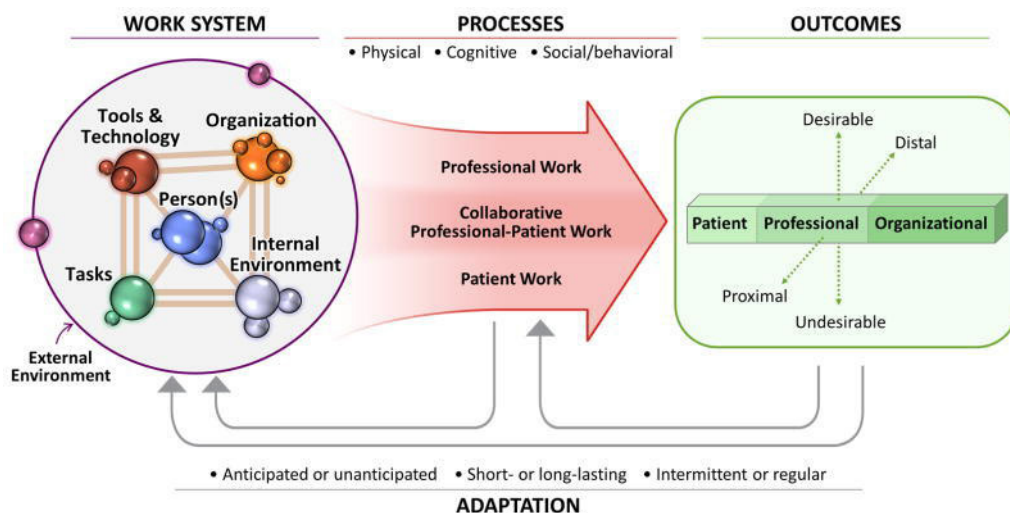 WORK SYSTEM
PROCESSES
OUTCOMES
• Physical • Cognitive • Social/behavioral
Tools &
Technology
Organization
Person(s)
Internal
Environment
Tasks
External
Environment
Professional Work
Collaborative
Professional-Patient Work
Patient Work
Desirable
Distal
Patient Professional Organizational
Proximal
Undesirable
• Anticipated or unanticipated • Short- or long-lasting • Intermittent or regular
ADAPTATION